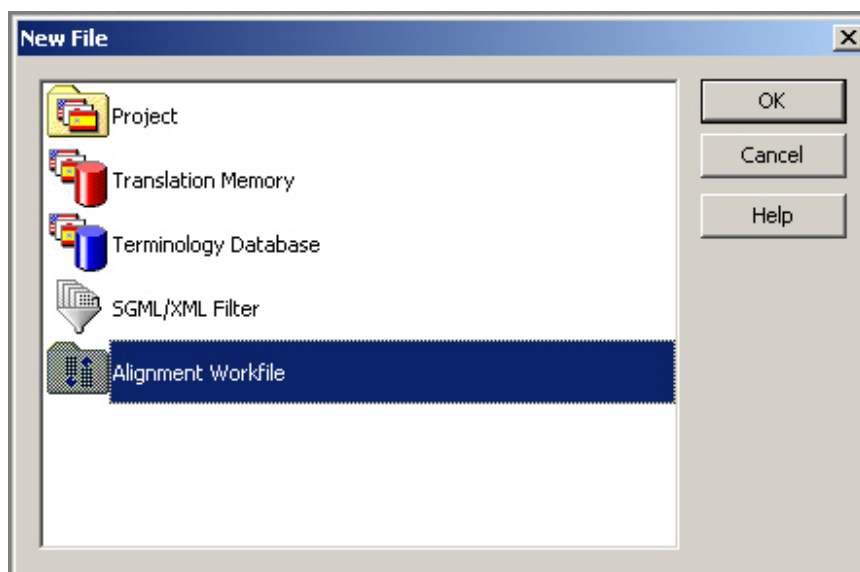 New File
Project
Translation Memory
Terminology Database
SGML/XML Filter
Alignment Workfile
OK
Cancel
Help